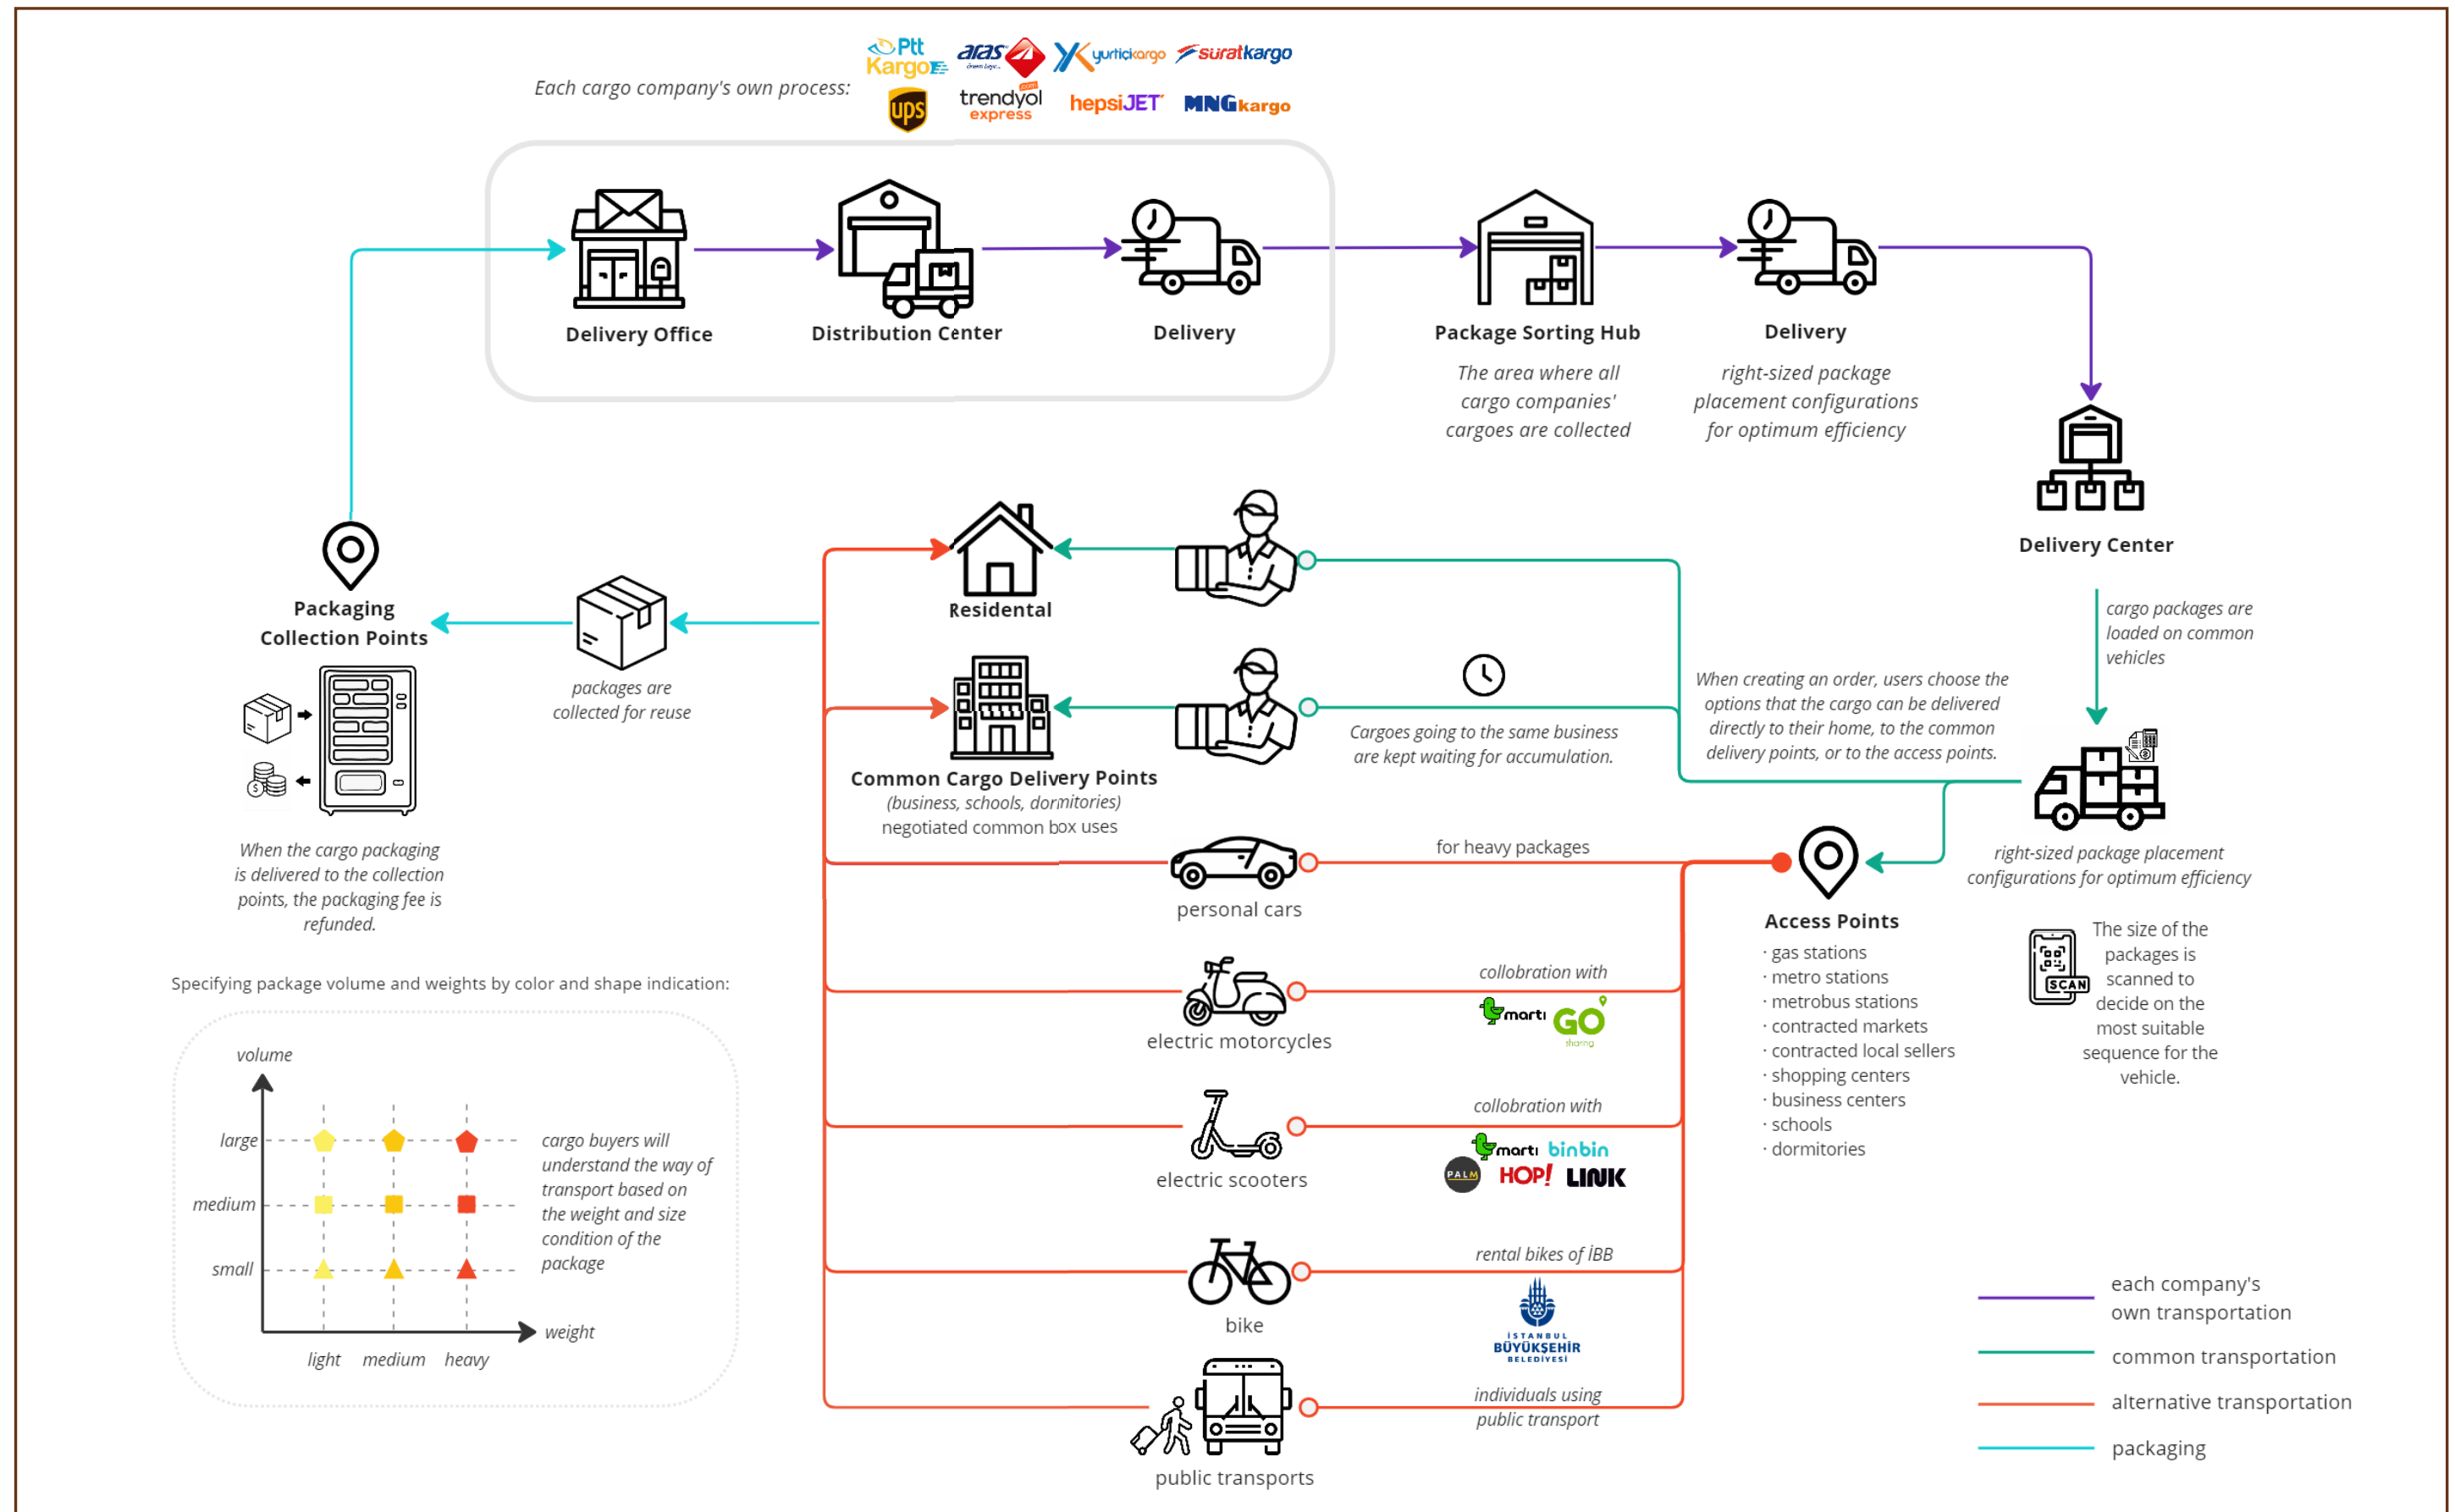 Each cargo company's own process:
Ptt
Kargo
aras
yurtiçikargo
süratkargo
ups
trendyol
.com
express
hepsiJET
MNGkargo
Delivery Office
Distribution Center
Delivery
Package Sorting Hub
The area where all
cargo companies'
cargoes are collected
Delivery
right-sized package
placement configurations
for optimum efficiency
Delivery Center
cargo packages are
loaded on common
vehicles
Residental
Packaging
Collection Points
packages are
collected for reuse
When the cargo packaging
is delivered to the collection
points, the packaging fee is
refunded.
Common Cargo Delivery Points
(business, schools, dormitories)
negotiated common box uses
Cargoes going to the same business
are kept waiting for accumulation.
When creating an order, users choose the
options that the cargo can be delivered
directly to their home, to the common
delivery points, or to the access points.
right-sized package placement
configurations for optimum efficiency
SCAN
The size of the
packages is
scanned to
decide on the
most suitable
sequence for the
vehicle.
Access Points
· gas stations
· metro stations
· metrobus stations
· contracted markets
· contracted local sellers
· shopping centers
· business centers
· schools
· dormitories
for heavy packages
personal cars
collobration with
martı
GO
sharing
electric motorcycles
collobration with
martı
binbin
PALM
HOP!
LINK
electric scooters
rental bikes of İBB
İSTANBUL
BÜYÜKŞEHİR
BELEDİYESİ
bike
individuals using
public transport
public transports
Specifying package volume and weights by color and shape indication:
volume
large
medium
small
weight
light
medium
heavy
cargo buyers will
understand the way of
transport based on
the weight and size
condition of the
package
each company's
own transportation
common transportation
alternative transportation
packaging